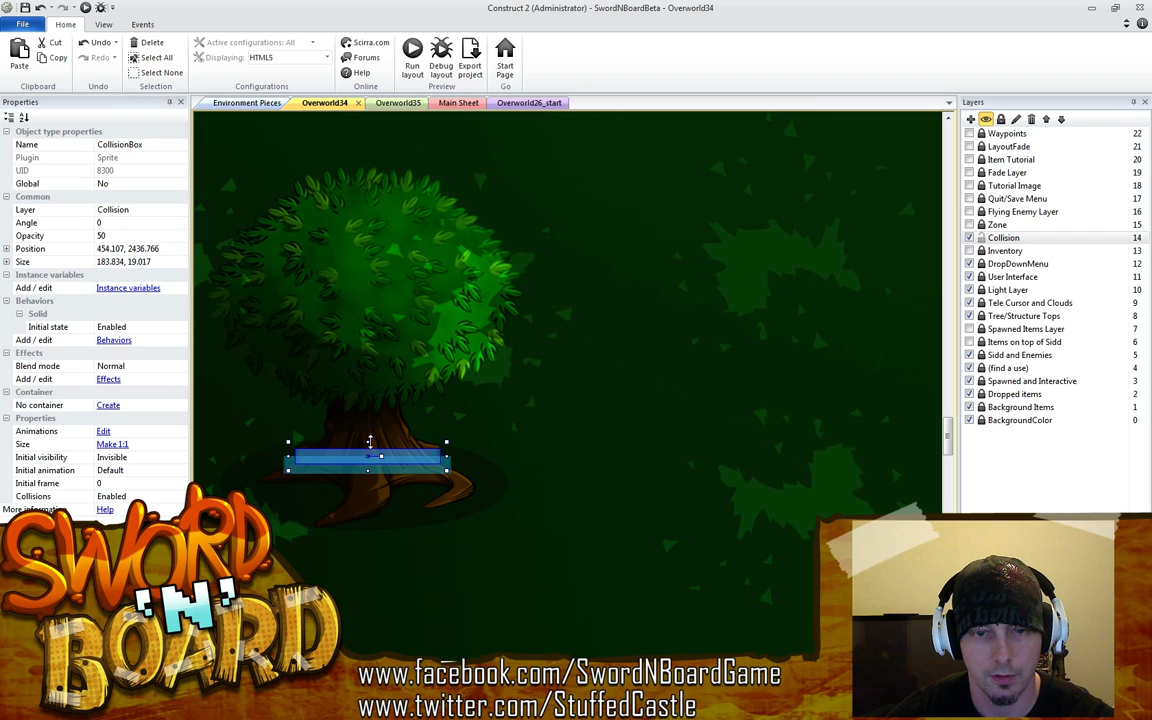 Construct 2 (Administrator) - SwordNBoardBeta - Overworld34
File
Home
View
Events
Paste
Cut
Copy
Clipboard
Undo
Redo
Undo
Delete
Select All
Select None
Selection
Active configurations: All
Displaying: HTML5
Configurations
Scirra.com
Forums
Help
Online
Run layout
Debug layout
Export project
Preview
Start Page
Go
Properties
Environment Pieces
Overworld34
Overworld35
Main Sheet
Overworld26_start
Layers
Object type properties
Name CollisionBox
Plugin Sprite
UID 8300
Global No
Common
Layer Collision
Angle 0
Opacity 50
Position 454.107, 2436.766
Size 183.834, 19.017
Instance variables
Add / edit Instance variables
Behaviors
Solid
Initial state Enabled
Add / edit Behaviors
Effects
Blend mode Normal
Add / edit Effects
Container
No container Create
Properties
Animations Edit
Size Make 1:1
Initial visibility Invisible
Initial animation Default
Initial frame 0
Collisions Enabled
More information Help
Waypoints 22
LayoutFade 21
Item Tutorial 20
Fade Layer 19
Tutorial Image 18
Quit/Save Menu 17
Flying Enemy Layer 16
Zone 15
Collision 14
Inventory 13
DropDownMenu 12
User Interface 11
Light Layer 10
Tele Cursor and Clouds 9
Tree/Structure Tops 8
Spawned Items Layer 7
Items on top of Sidd 6
Sidd and Enemies 5
(find a use) 4
Spawned and Interactive 3
Dropped items 2
Background Items 1
BackgroundColor 0
SWORD
'N'
BOARD
www.facebook.com/SwordNBoardGame
www.twitter.com/StuffedCastle